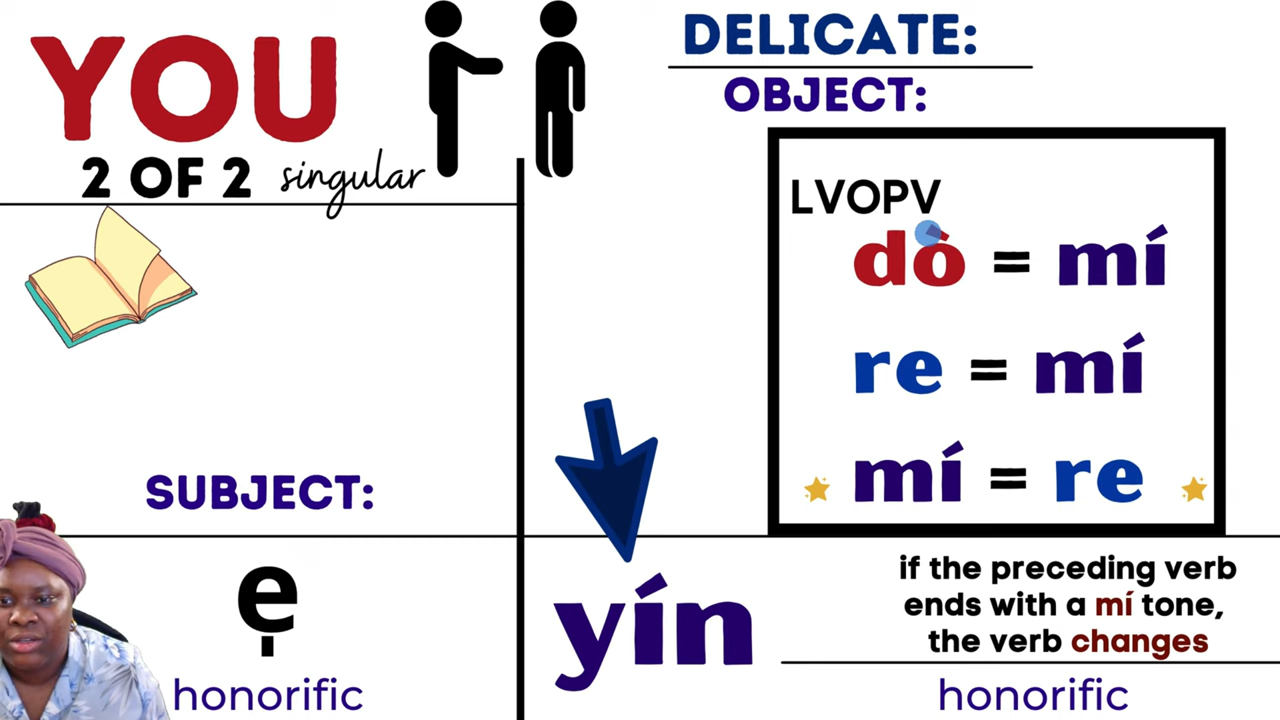 YOU
2 OF 2 singular
SUBJECT:
ẹ
honorific
DELICATE:
OBJECT:
LVOPV
dò = mí
re = mí
mí = re
yín
if the preceding verb
ends with a mí tone,
the verb changes
honorific